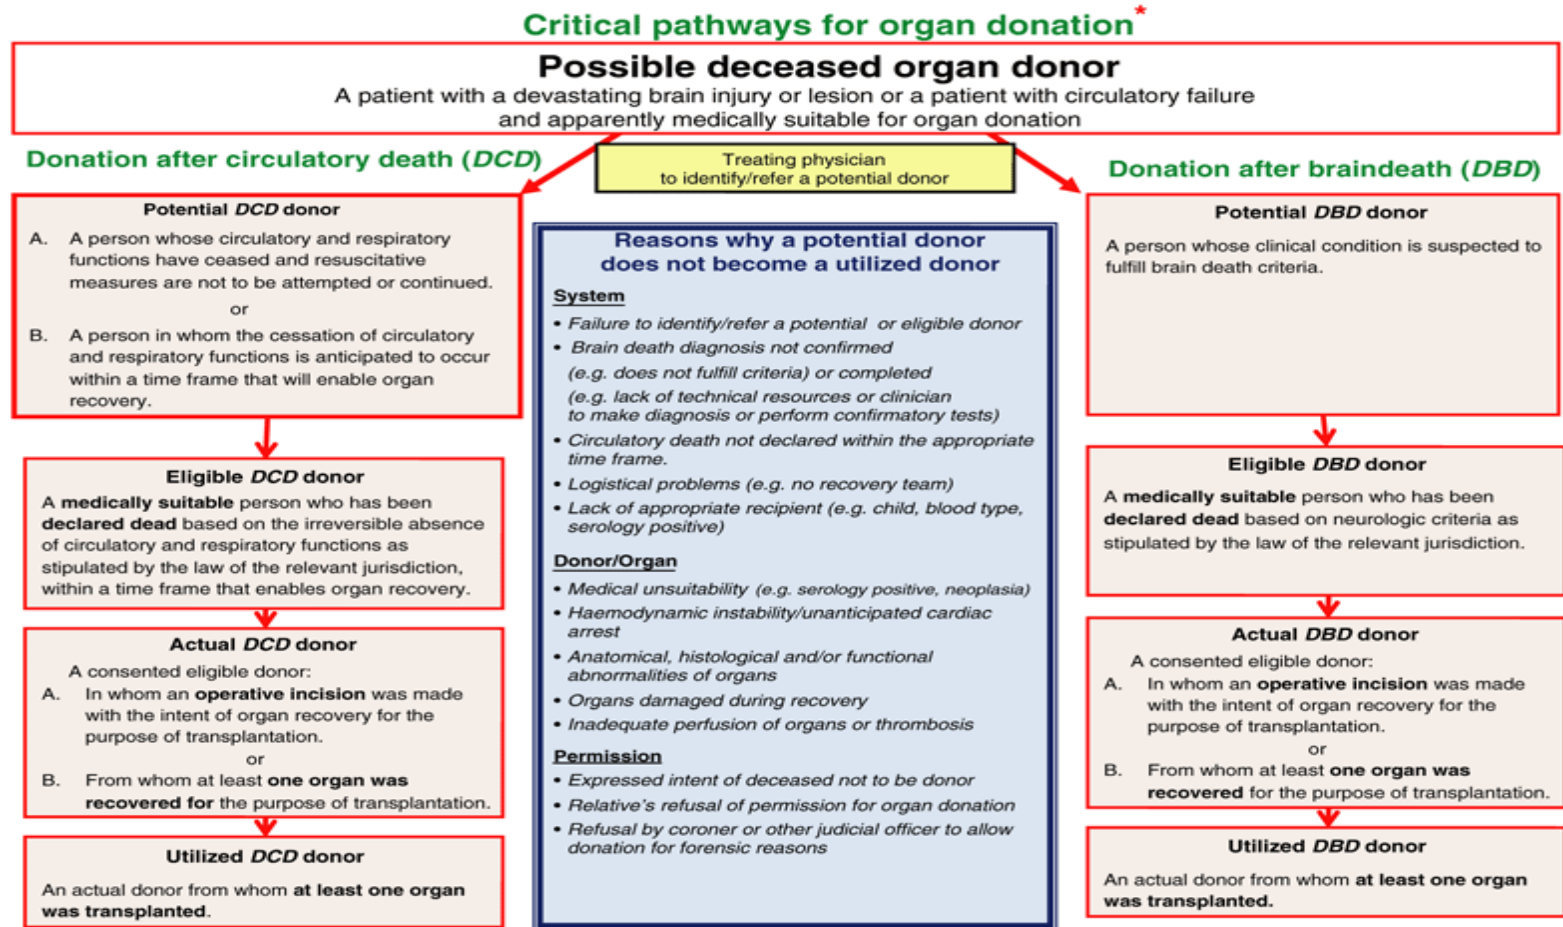 Critical pathways for organ donation*
Possible deceased organ donor
A patient with a devastating brain injury or lesion or a patient with circulatory failure
and apparently medically suitable for organ donation
Donation after circulatory death (DCD)
Treating physician
to identify/refer a potential donor
Donation after braindeath (DBD)
Potential DCD donor
A. A person whose circulatory and respiratory
functions have ceased and resuscitative
measures are not to be attempted or continued.
or
B. A person in whom the cessation of circulatory
and respiratory functions is anticipated to occur
within a time frame that will enable organ
recovery.
Eligible DCD donor
A medically suitable person who has been
declared dead based on the irreversible absence
of circulatory and respiratory functions as
stipulated by the law of the relevant jurisdiction,
within a time frame that enables organ recovery.
Actual DCD donor
A consented eligible donor:
A. In whom an operative incision was made
with the intent of organ recovery for the
purpose of transplantation.
or
B. From whom at least one organ was
recovered for the purpose of transplantation.
Utilized DCD donor
An actual donor from whom at least one organ
was transplanted.
Reasons why a potential donor
does not become a utilized donor
System
• Failure to identify/refer a potential or eligible donor
• Brain death diagnosis not confirmed
(e.g. does not fulfill criteria) or completed
(e.g. lack of technical resources or clinician
to make diagnosis or perform confirmatory tests)
• Circulatory death not declared within the appropriate
time frame.
• Logistical problems (e.g. no recovery team)
• Lack of appropriate recipient (e.g. child, blood type,
serology positive)
Donor/Organ
• Medical unsuitability (e.g. serology positive, neoplasia)
• Haemodynamic instability/unanticipated cardiac
arrest
• Anatomical, histological and/or functional
abnormalities of organs
• Organs damaged during recovery
• Inadequate perfusion of organs or thrombosis
Permission
• Expressed intent of deceased not to be donor
• Relative's refusal of permission for organ donation
• Refusal by coroner or other judicial officer to allow
donation for forensic reasons
Potential DBD donor
A person whose clinical condition is suspected to
fulfill brain death criteria.
Eligible DBD donor
A medically suitable person who has been
declared dead based on neurologic criteria as
stipulated by the law of the relevant jurisdiction.
Actual DBD donor
A consented eligible donor:
A. In whom an operative incision was made
with the intent of organ recovery for the
purpose of transplantation.
or
B. From whom at least one organ was
recovered for the purpose of transplantation.
Utilized DBD donor
An actual donor from whom at least one organ
was transplanted.